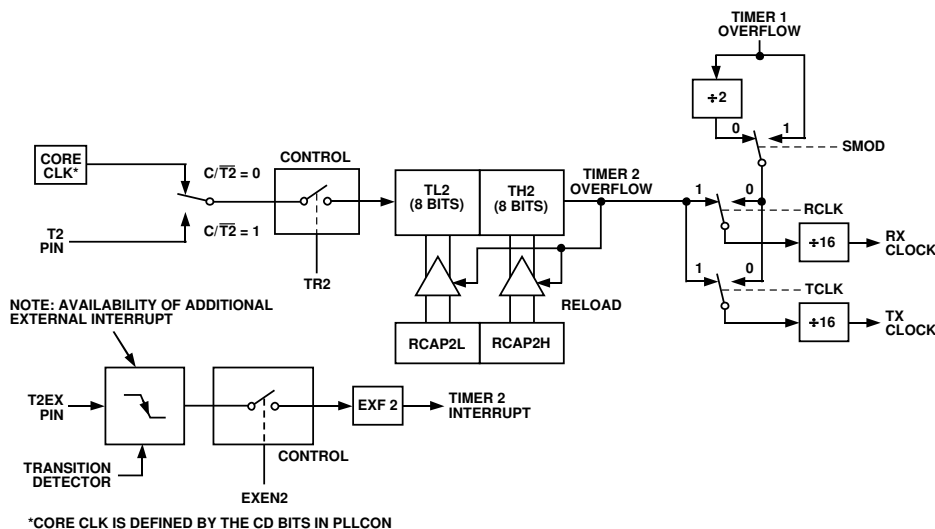 TIMER 1
OVERFLOW
÷2
0
1
SMOD
CORE
CLK*
C/T2 = 0
CONTROL
TL2
(8 BITS)
TH2
(8 BITS)
TIMER 2
OVERFLOW
1
0
RCLK
T2
PIN
C/T2 = 1
÷16
RX
CLOCK
TR2
1
0
TCLK
RELOAD
NOTE: AVAILABILITY OF ADDITIONAL
EXTERNAL INTERRUPT
RCAP2L
RCAP2H
÷16
TX
CLOCK
T2EX
PIN
EXF 2
TIMER 2
INTERRUPT
CONTROL
TRANSITION
DETECTOR
EXEN2
*CORE CLK IS DEFINED BY THE CD BITS IN PLLCON